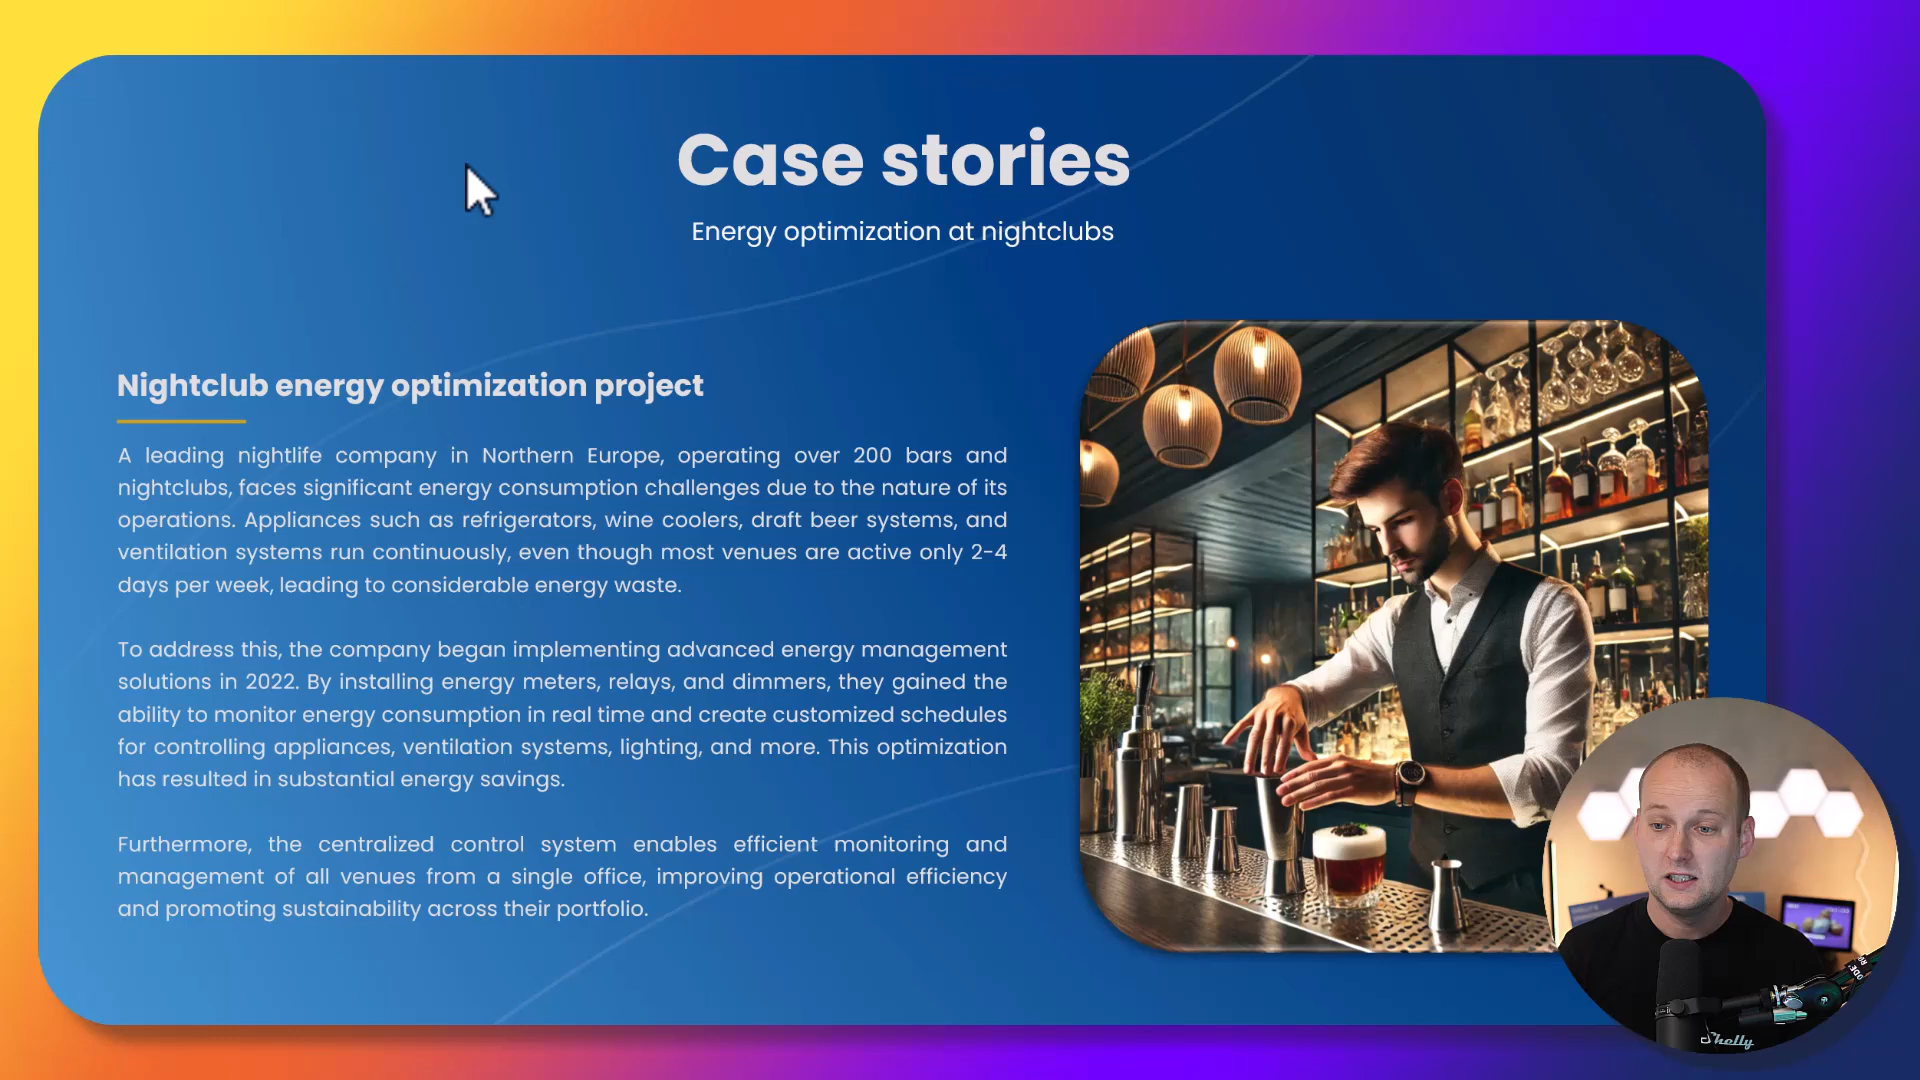 Case stories
Energy optimization at nightclubs
Nightclub energy optimization project
A leading nightlife company in Northern Europe, operating over 200 bars and
nightclubs, faces significant energy consumption challenges due to the nature of its
operations. Appliances such as refrigerators, wine coolers, draft beer systems, and
ventilation systems run continuously, even though most venues are active only 2-4
days per week, leading to considerable energy waste.
To address this, the company began implementing advanced energy management
solutions in 2022. By installing energy meters, relays, and dimmers, they gained the
ability to monitor energy consumption in real time and create customized schedules
for controlling appliances, ventilation systems, lighting, and more. This optimization
has resulted in substantial energy savings.
Furthermore, the centralized control system enables efficient monitoring and
management of all venues from a single office, improving operational efficiency
and promoting sustainability across their portfolio.
Shelly